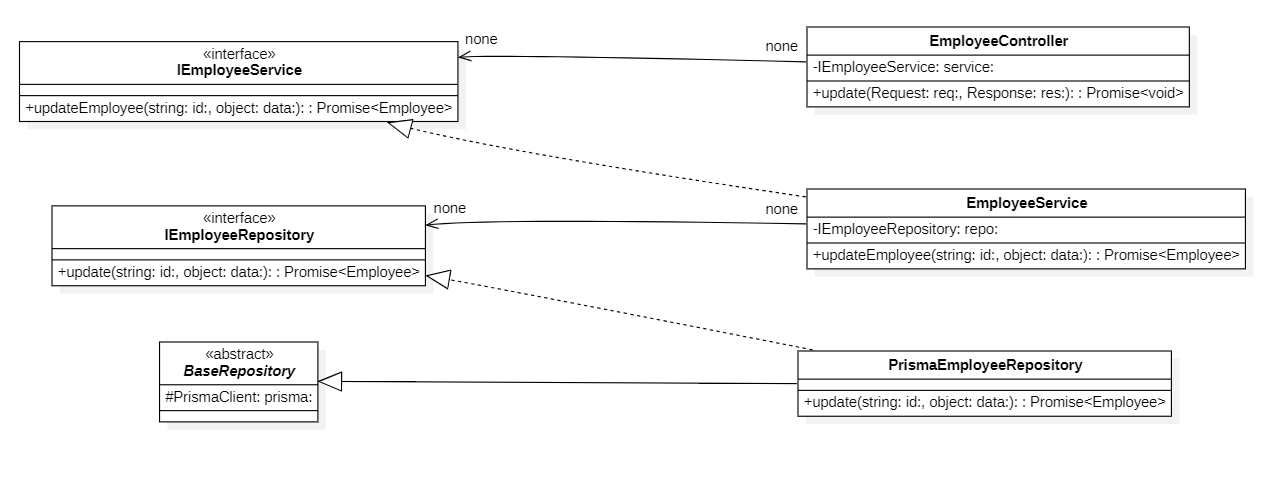 «interface»
IEmployeeService
+updateEmployee(string: id:, object: data:): : Promise<Employee>
none
none
EmployeeController
-IEmployeeService: service:
+update(Request: req:, Response: res:): : Promise<void>
«interface»
IEmployeeRepository
+update(string: id:, object: data:): : Promise<Employee>
none
none
EmployeeService
-IEmployeeRepository: repo:
+updateEmployee(string: id:, object: data:): : Promise<Employee>
«abstract»
BaseRepository
#PrismaClient: prisma:
PrismaEmployeeRepository
+update(string: id:, object: data:): : Promise<Employee>